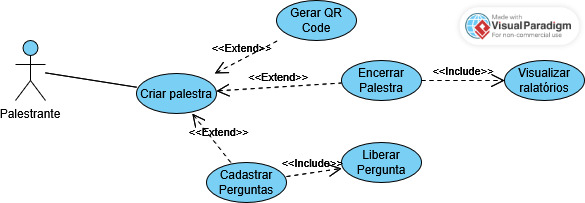 Gerar QR
Code
Made with
Visual Paradigm
For non-commercial use
<<Extend>>
Palestrante
Criar palestra
<<Extend>>
Encerrar
Palestra
<<Include>>
Visualizar
ralatórios
<<Extend>>
Cadastrar
Perguntas
<<Include>>
Liberar
Pergunta